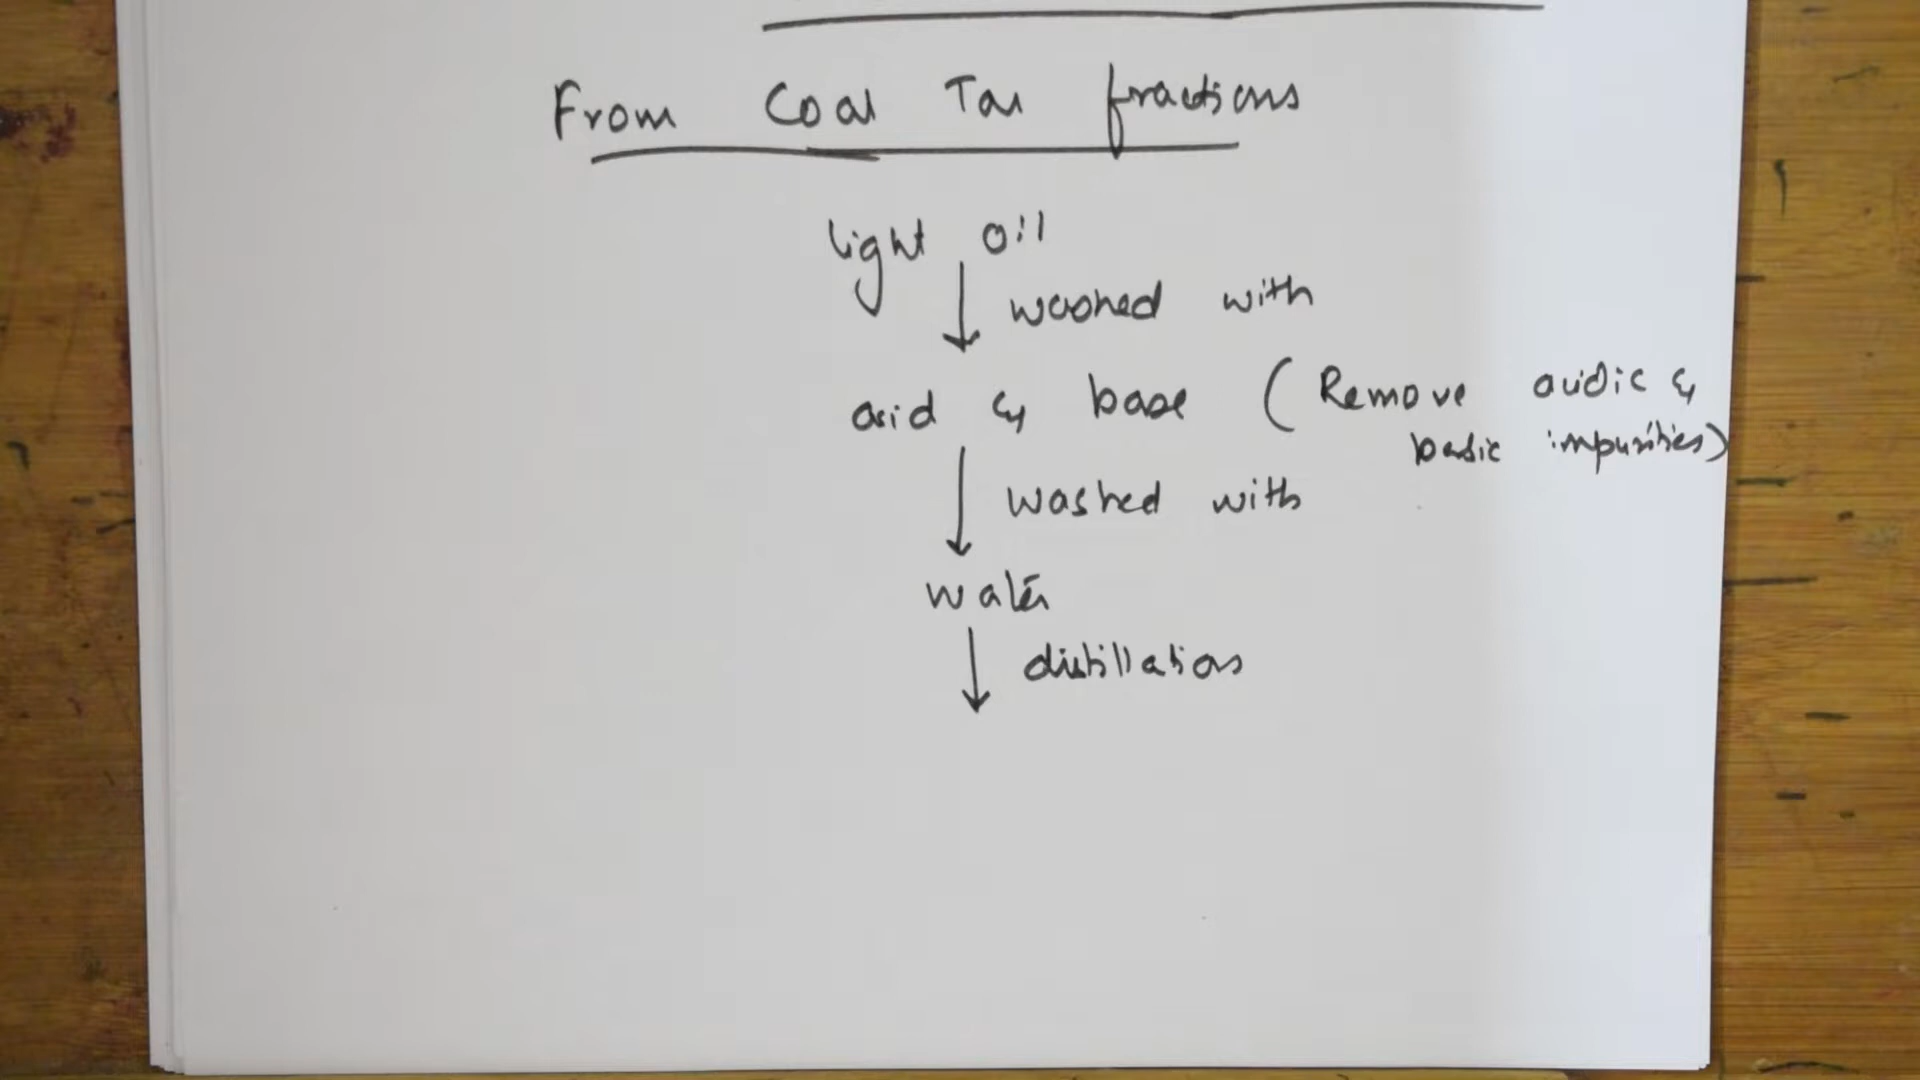 From Coal Tar fractions
light oil
washed with
acid & base (Remove acidic &
basic impurities)
washed with
water
distillation